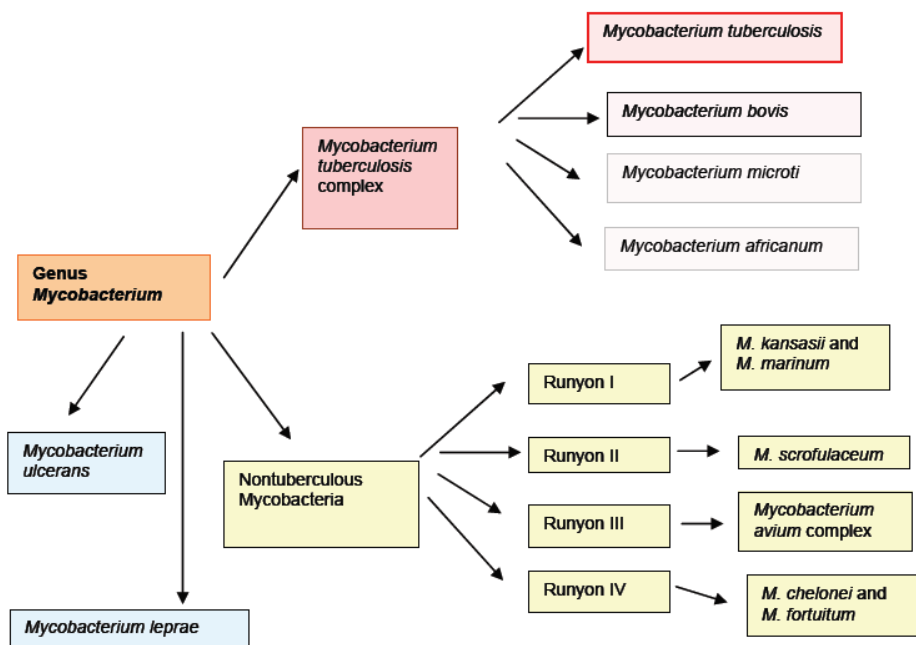 Mycobacterium tuberculosis
Mycobacterium bovis
Mycobacterium
tuberculosis
complex
Mycobacterium microti
Mycobacterium africanum
Genus
Mycobacterium
M. kansasii and
M. marinum
Runyon I
Mycobacterium
ulcerans
Nontuberculous
Mycobacteria
Runyon II
M. scrofulaceum
Runyon III
Mycobacterium
avium complex
Runyon IV
M. chelonei and
M. fortuitum
Mycobacterium leprae